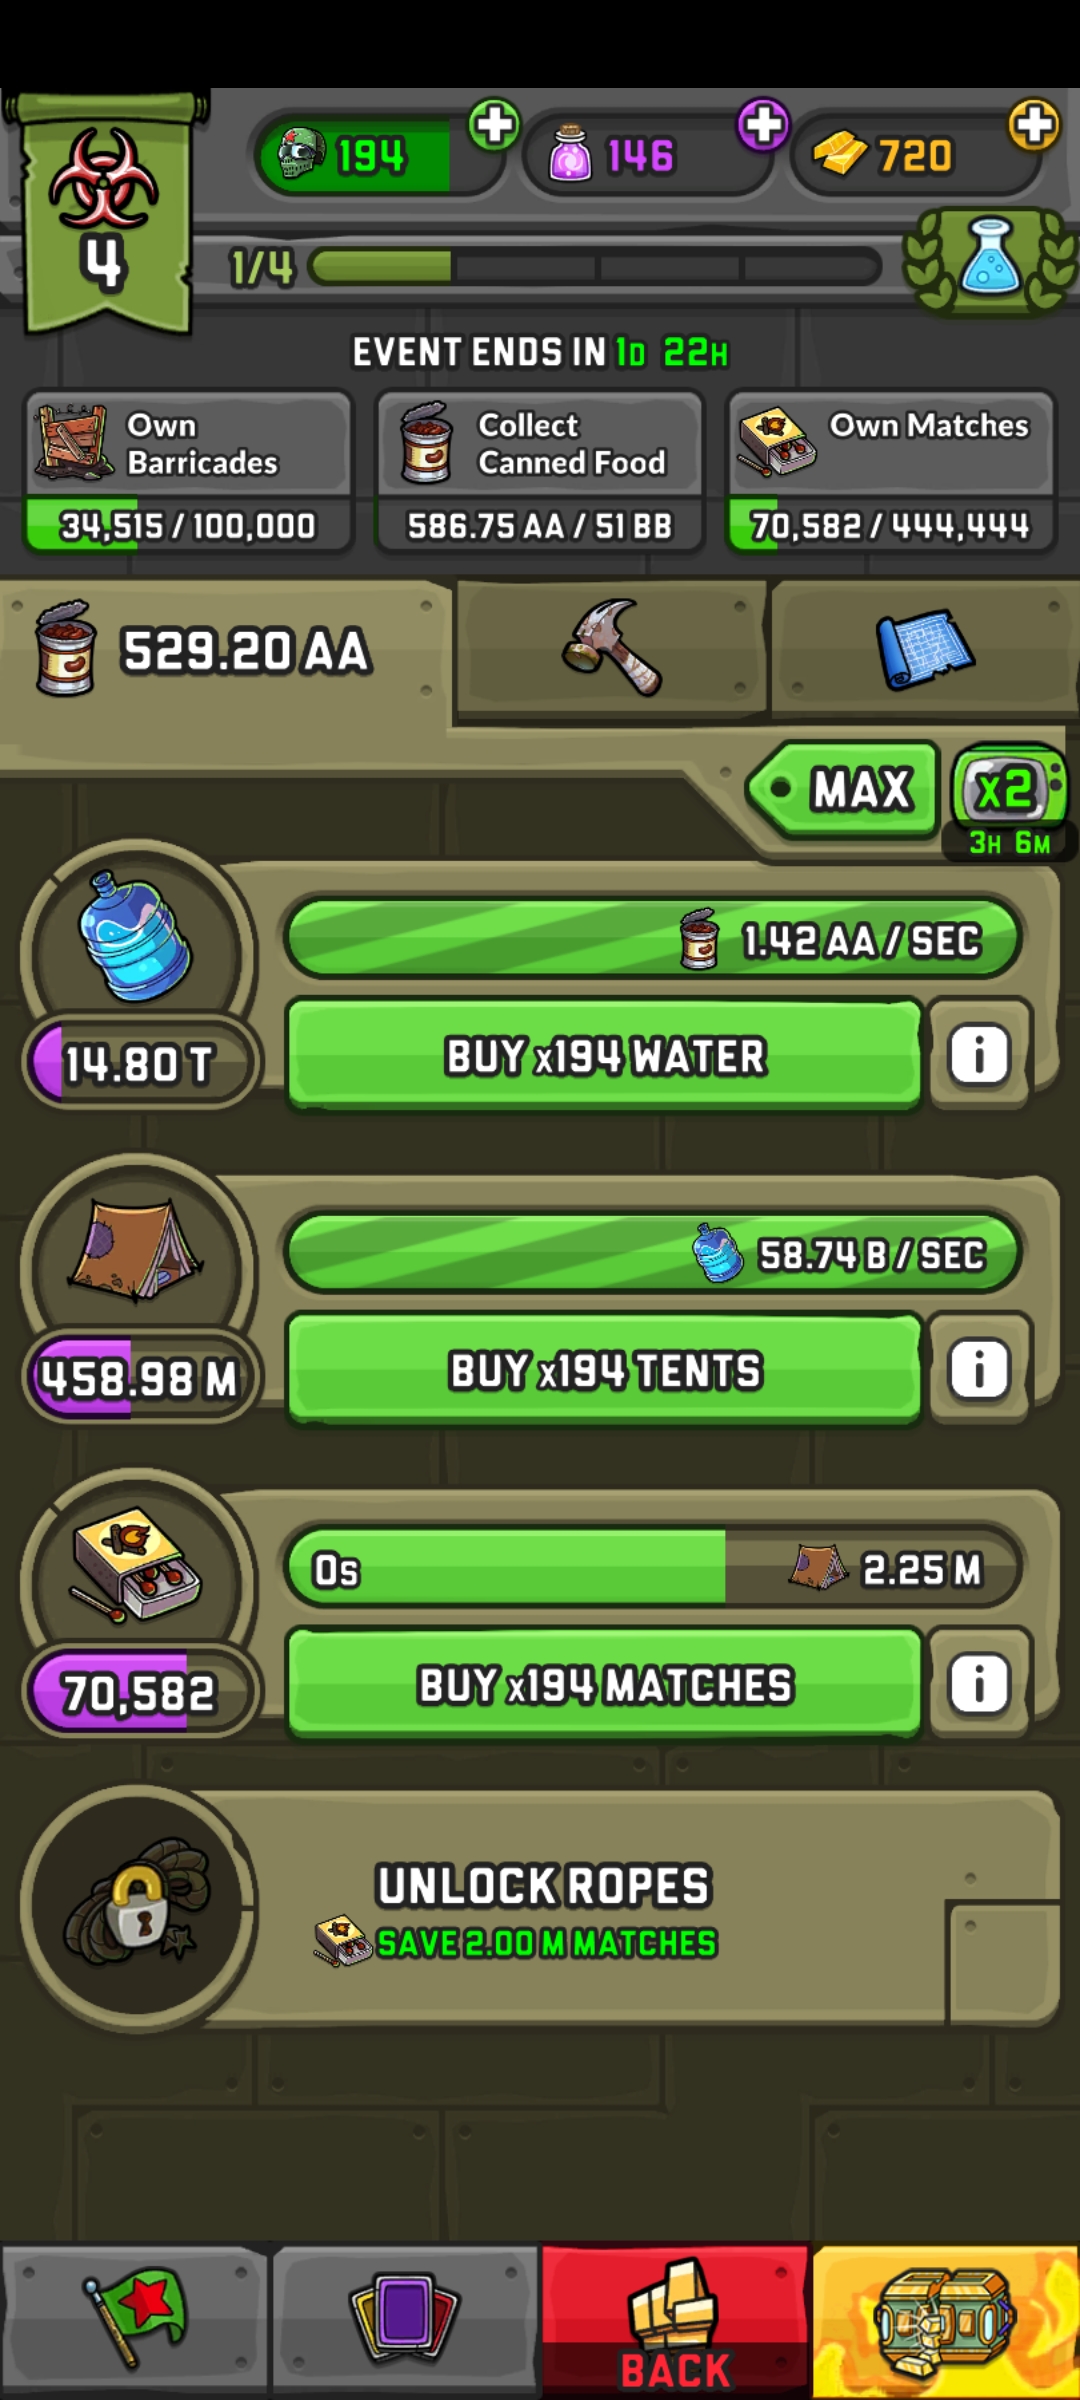 194
146
720
4
1/4
EVENT ENDS IN 1D 22H
Own
Barricades
34,515 / 100,000
Collect
Canned Food
586.75 AA / 51 BB
Own Matches
70,582 / 444,444
529.20 AA
MAX
x2
3H 6M
1.42 AA / SEC
14.80 T
BUY x194 WATER
i
58.74 B / SEC
458.98 M
BUY x194 TENTS
i
0s
2.25 M
70,582
BUY x194 MATCHES
i
UNLOCK ROPES
SAVE 2.00 M MATCHES
BACK